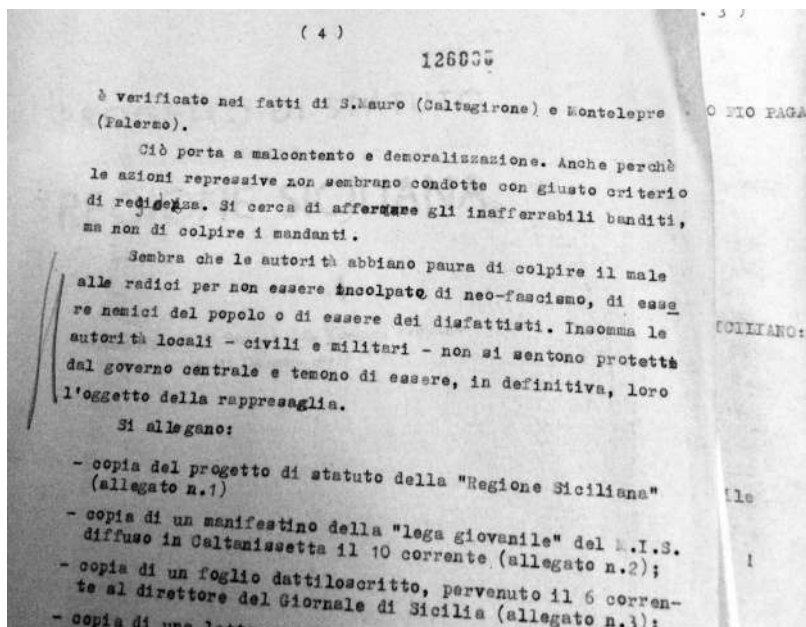 ( 4 )
è verificato nei fatti di S.Mauro (Caltagirone) e Montelepre
(Palermo).
Ciò porta a malcontento e demoralizzazione. Anche perchè
le azioni repressive non sembrano condotte con giusto criterio
di si cerca di afferrare gli inafferrabili banditi,
ma non di colpire i mandanti.
Sembra che le autorità abbiano paura di colpire il male
alle radici per non essere incolpate di neo-fascismo, di esse
re nemici del popolo o di essere dei disfattisti. Insomma le
autorità locali - civili e militari - non si sentono protette
dal governo centrale e temono di essere, in definitiva, loro
l'oggetto della rappresaglia.
Si allegano:
- copia del progetto di statuto della "Regione Siciliana"
(allegato n.1)
- copia di un manifestino della "lega giovanile" del M.I.S.
diffuso in Caltanissetta il 10 corrente (allegato n.2);
- copia di un foglio dattiloscritto, pervenuto il 6 corren-
te al direttore del Giornale di Sicilia (allegato n.3);
- copia di una